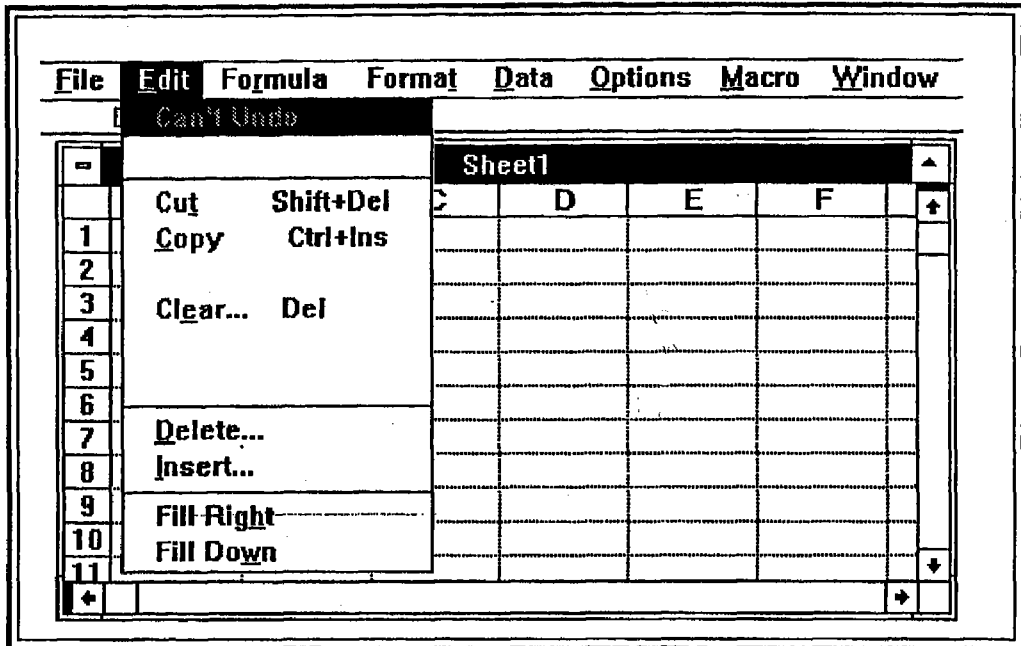 File Edit Formula Format Data Options Macro Window
Can't Undo
Sheet1
C D E F
Cut Shift+Del
1
Copy Ctrl+Ins
2
3
Clear... Del
4
5
6
7
Delete...
8
Insert...
9
Fill Right
10
Fill Down
11